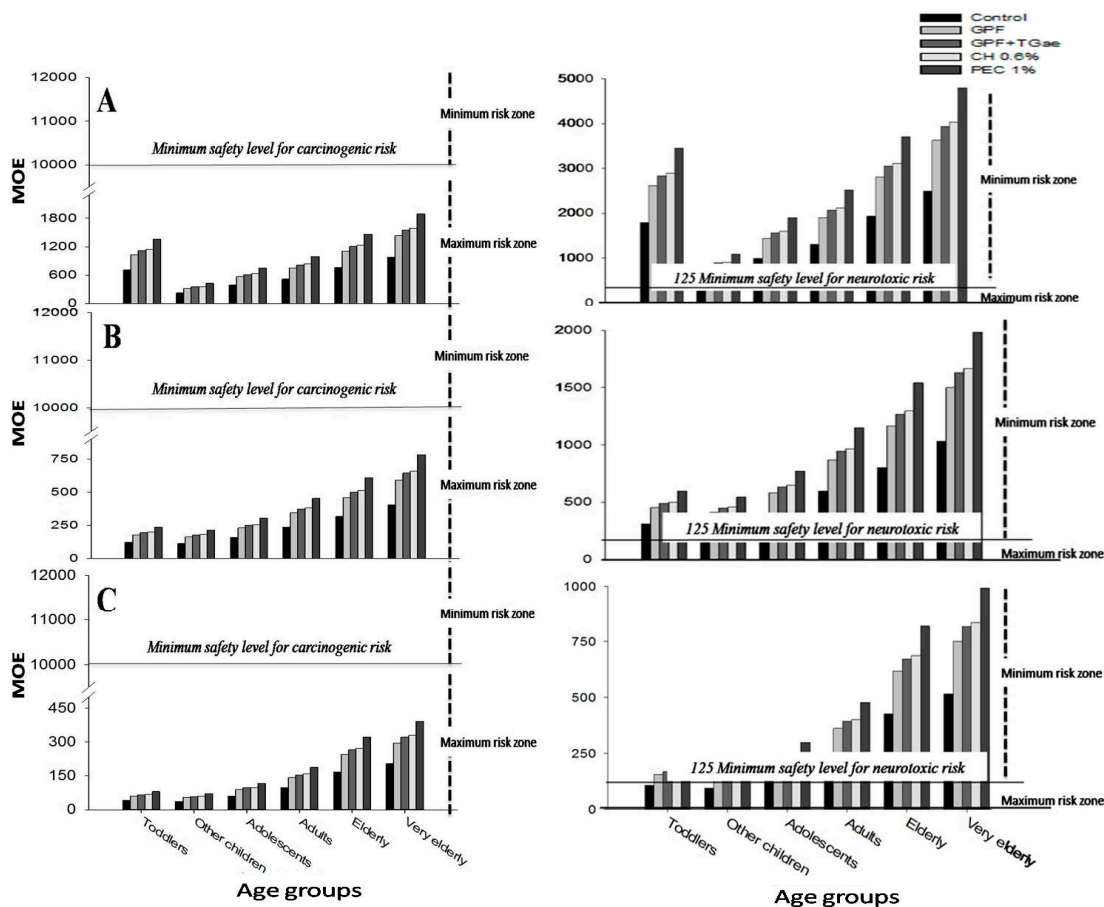 Control
GPF
GPF+TGae
CH 0.6%
PEC 1%
A
12000
11000
10000
1800
1200
600
0
MOE
Minimum safety level for carcinogenic risk
Minimum risk zone
Maximum risk zone
5000
4000
3000
2000
1000
0
125 Minimum safety level for neurotoxic risk
Minimum risk zone
Maximum risk zone
B
12000
11000
10000
750
500
250
0
MOE
Minimum safety level for carcinogenic risk
Minimum risk zone
Maximum risk zone
2000
1500
1000
500
0
125 Minimum safety level for neurotoxic risk
Minimum risk zone
Maximum risk zone
C
12000
11000
10000
450
300
150
0
MOE
Minimum safety level for carcinogenic risk
Minimum risk zone
Maximum risk zone
Toddlers
Other children
Adolescents
Adults
Elderly
Very elderly
Age groups
1000
750
500
250
0
125 Minimum safety level for neurotoxic risk
Minimum risk zone
Maximum risk zone
Toddlers
Other children
Adolescents
Adults
Elderly
Very elderly
Age groups